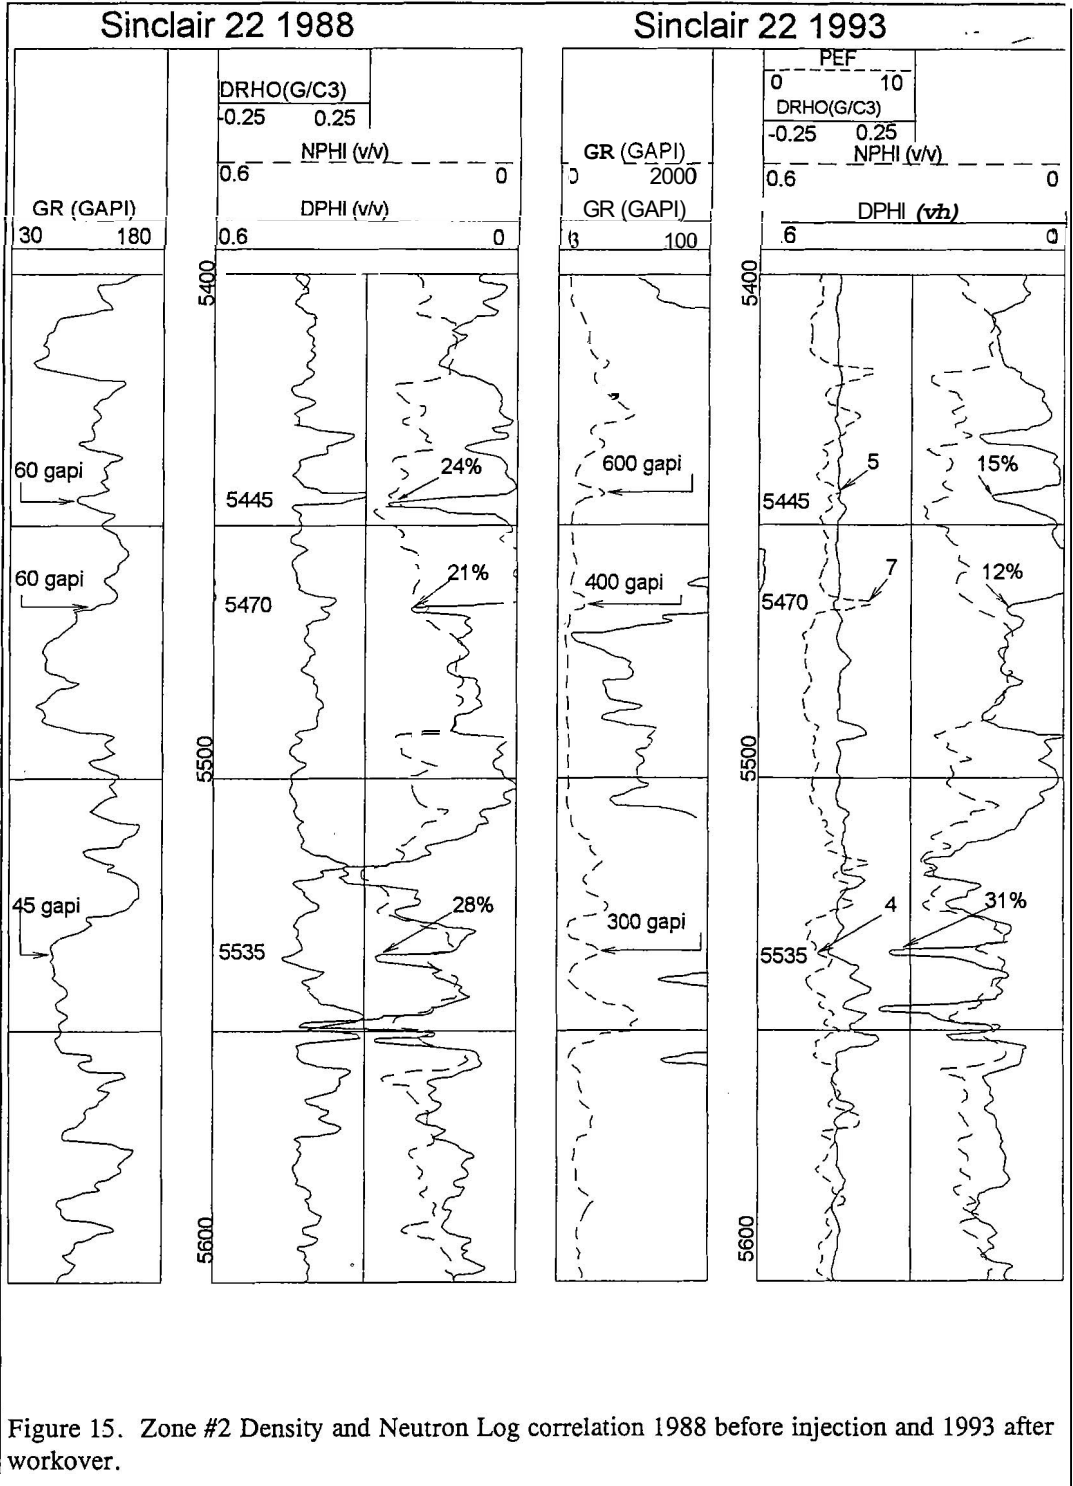 Sinclair 22 1988
DRHO(G/C3)
-0.25 0.25
NPHI (v/v)
0.6 0
GR (GAPI)
DPHI (v/v)
30 180
0.6 0
5400
60 gapi
24%
5445
60 gapi
21%
5470
5500
45 gapi
28%
5535
5600
Sinclair 22 1993
PEF
0 10
DRHO(G/C3)
-0.25 0.25
GR (GAPI)
NPHI (v/v)
0 2000
0.6 0
GR (GAPI)
DPHI (vh)
100
.6 0
5400
600 gapi
5
15%
5445
400 gapi
7
12%
5470
5500
300 gapi
4
31%
5535
5600
Figure 15. Zone #2 Density and Neutron Log correlation 1988 before injection and 1993 after
workover.